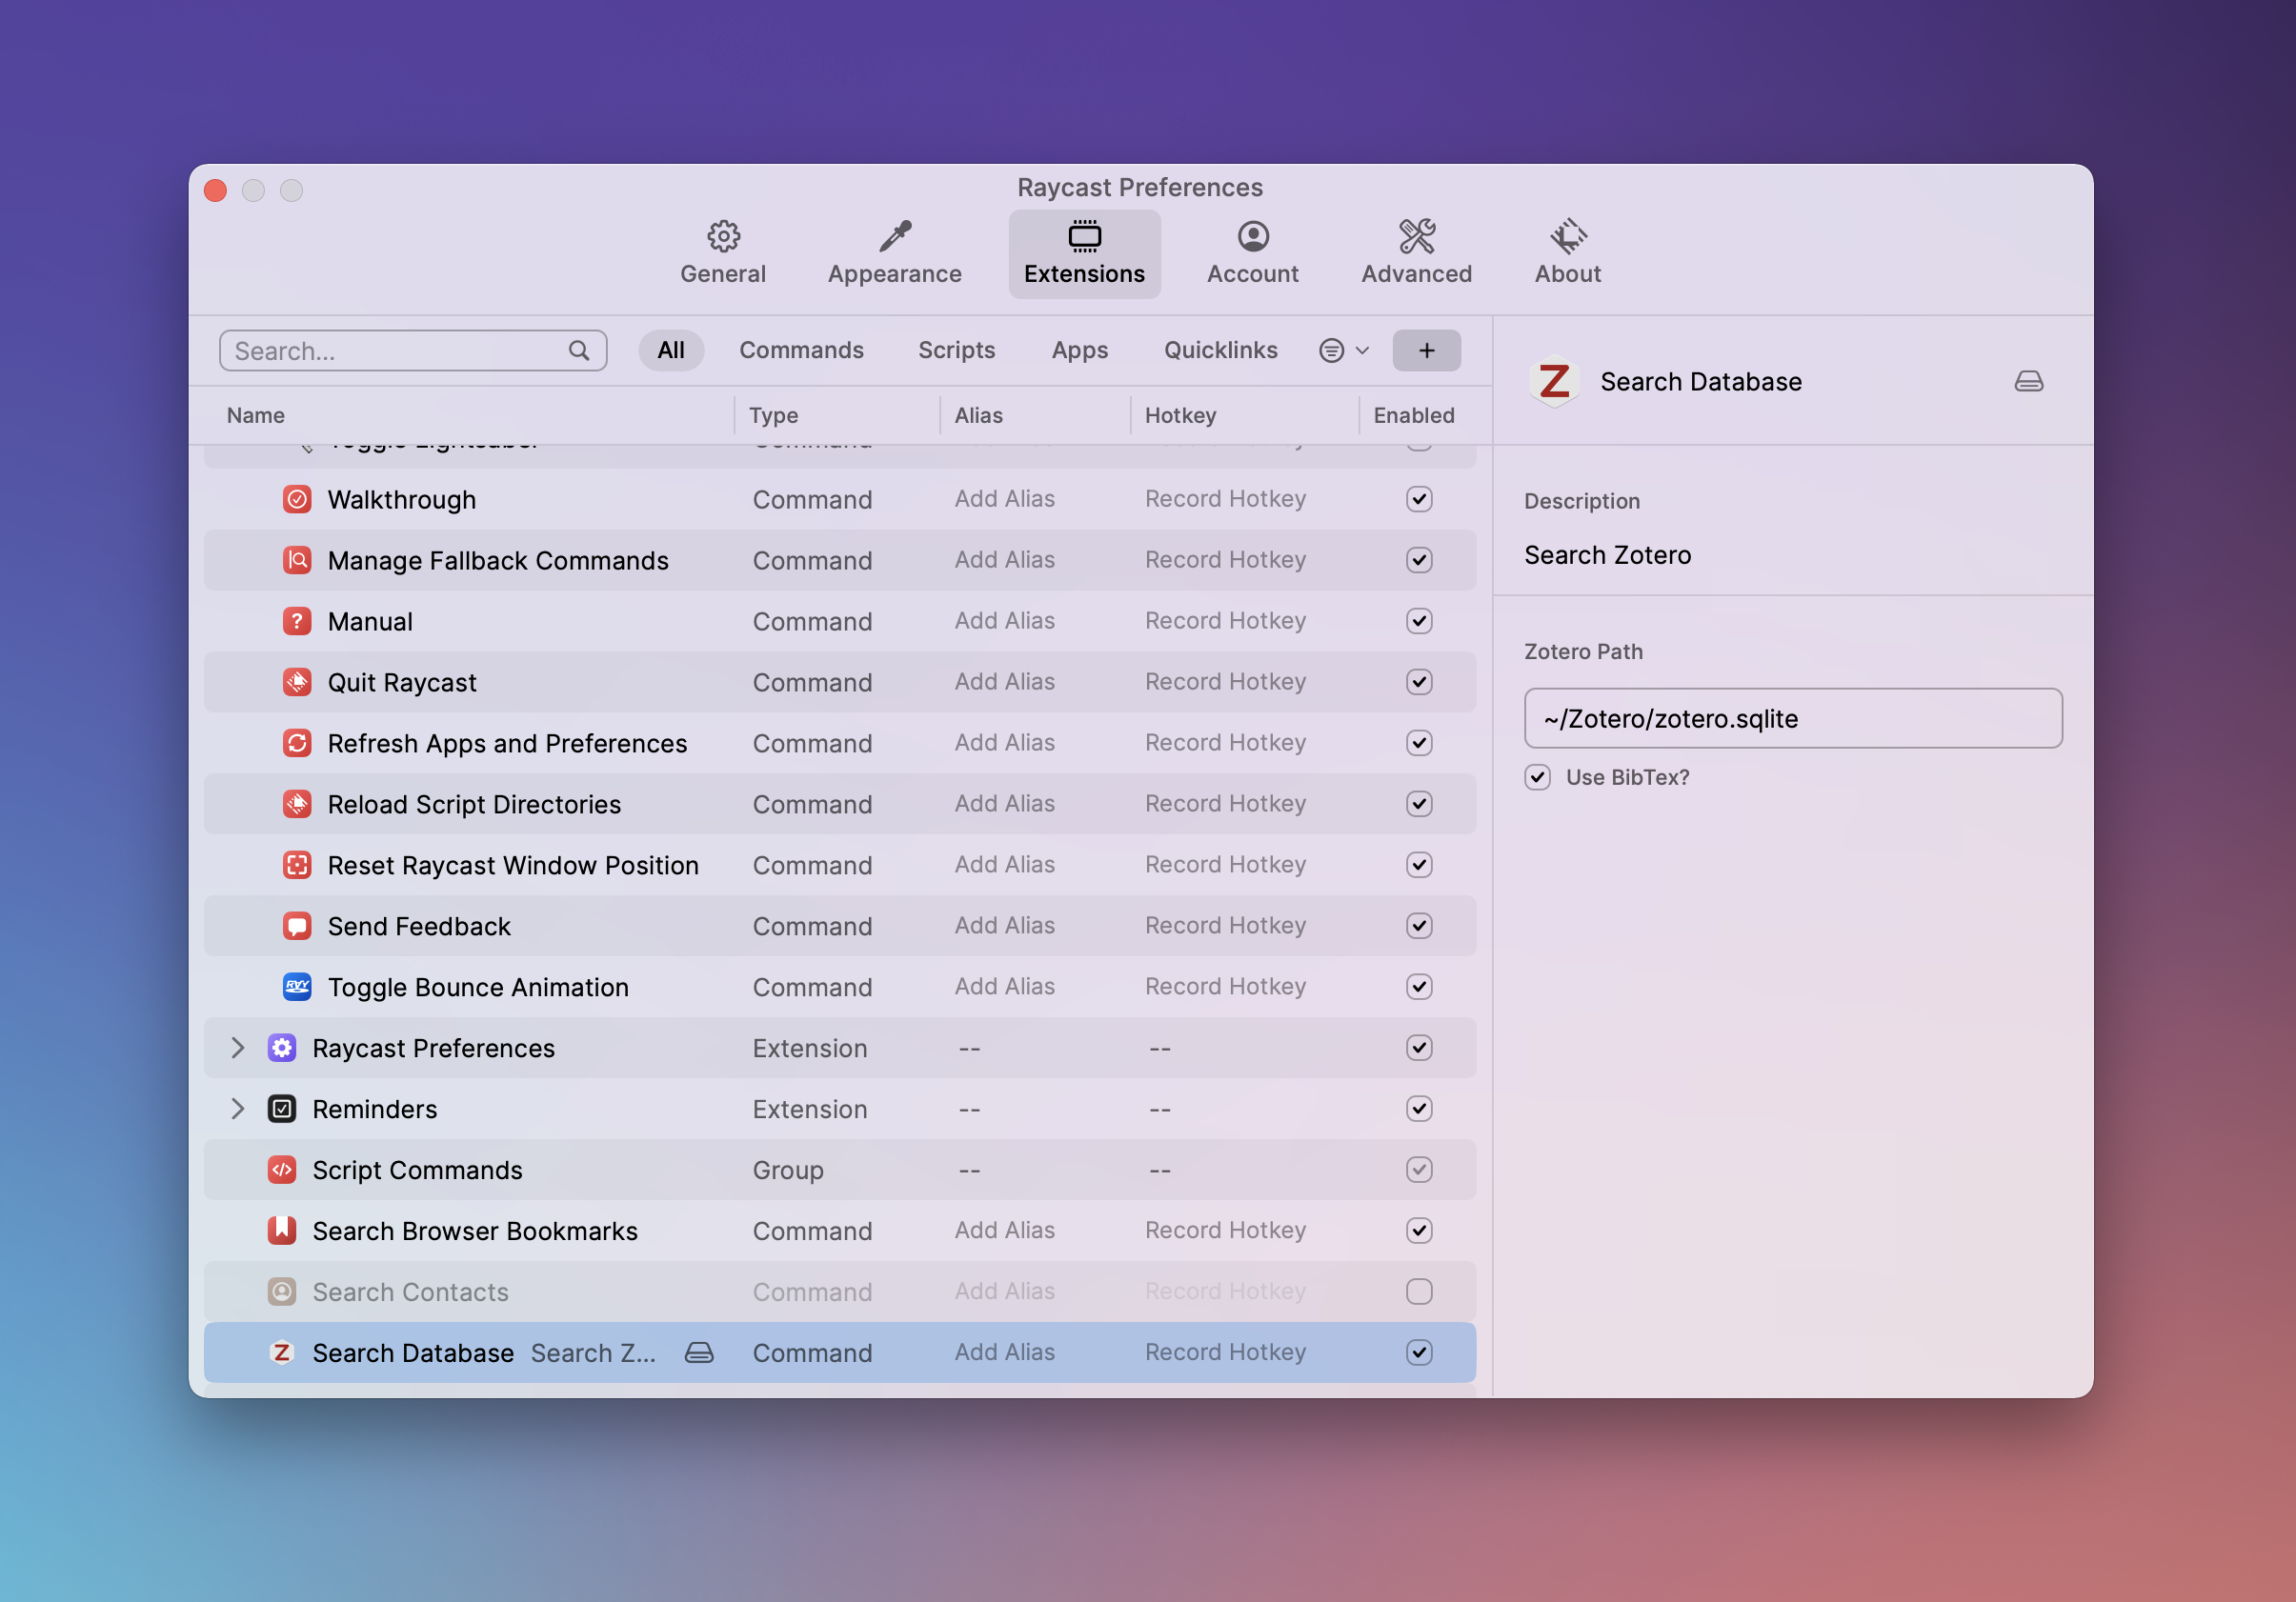 Raycast Preferences
General Appearance Extensions Account Advanced About
Search... All Commands Scripts Apps Quicklinks +
Search Database
Name Type Alias Hotkey Enabled
Toggle Lightsaber Command
Walkthrough Command Add Alias Record Hotkey
Manage Fallback Commands Command Add Alias Record Hotkey
Manual Command Add Alias Record Hotkey
Quit Raycast Command Add Alias Record Hotkey
Refresh Apps and Preferences Command Add Alias Record Hotkey
Reload Script Directories Command Add Alias Record Hotkey
Reset Raycast Window Position Command Add Alias Record Hotkey
Send Feedback Command Add Alias Record Hotkey
Toggle Bounce Animation Command Add Alias Record Hotkey
Raycast Preferences Extension -- --
Reminders Extension -- --
Script Commands Group -- --
Search Browser Bookmarks Command Add Alias Record Hotkey
Search Contacts Command Add Alias Record Hotkey
Search Database Search Z... Command Add Alias Record Hotkey
Description
Search Zotero
Zotero Path
~/Zotero/zotero.sqlite
Use BibTex?